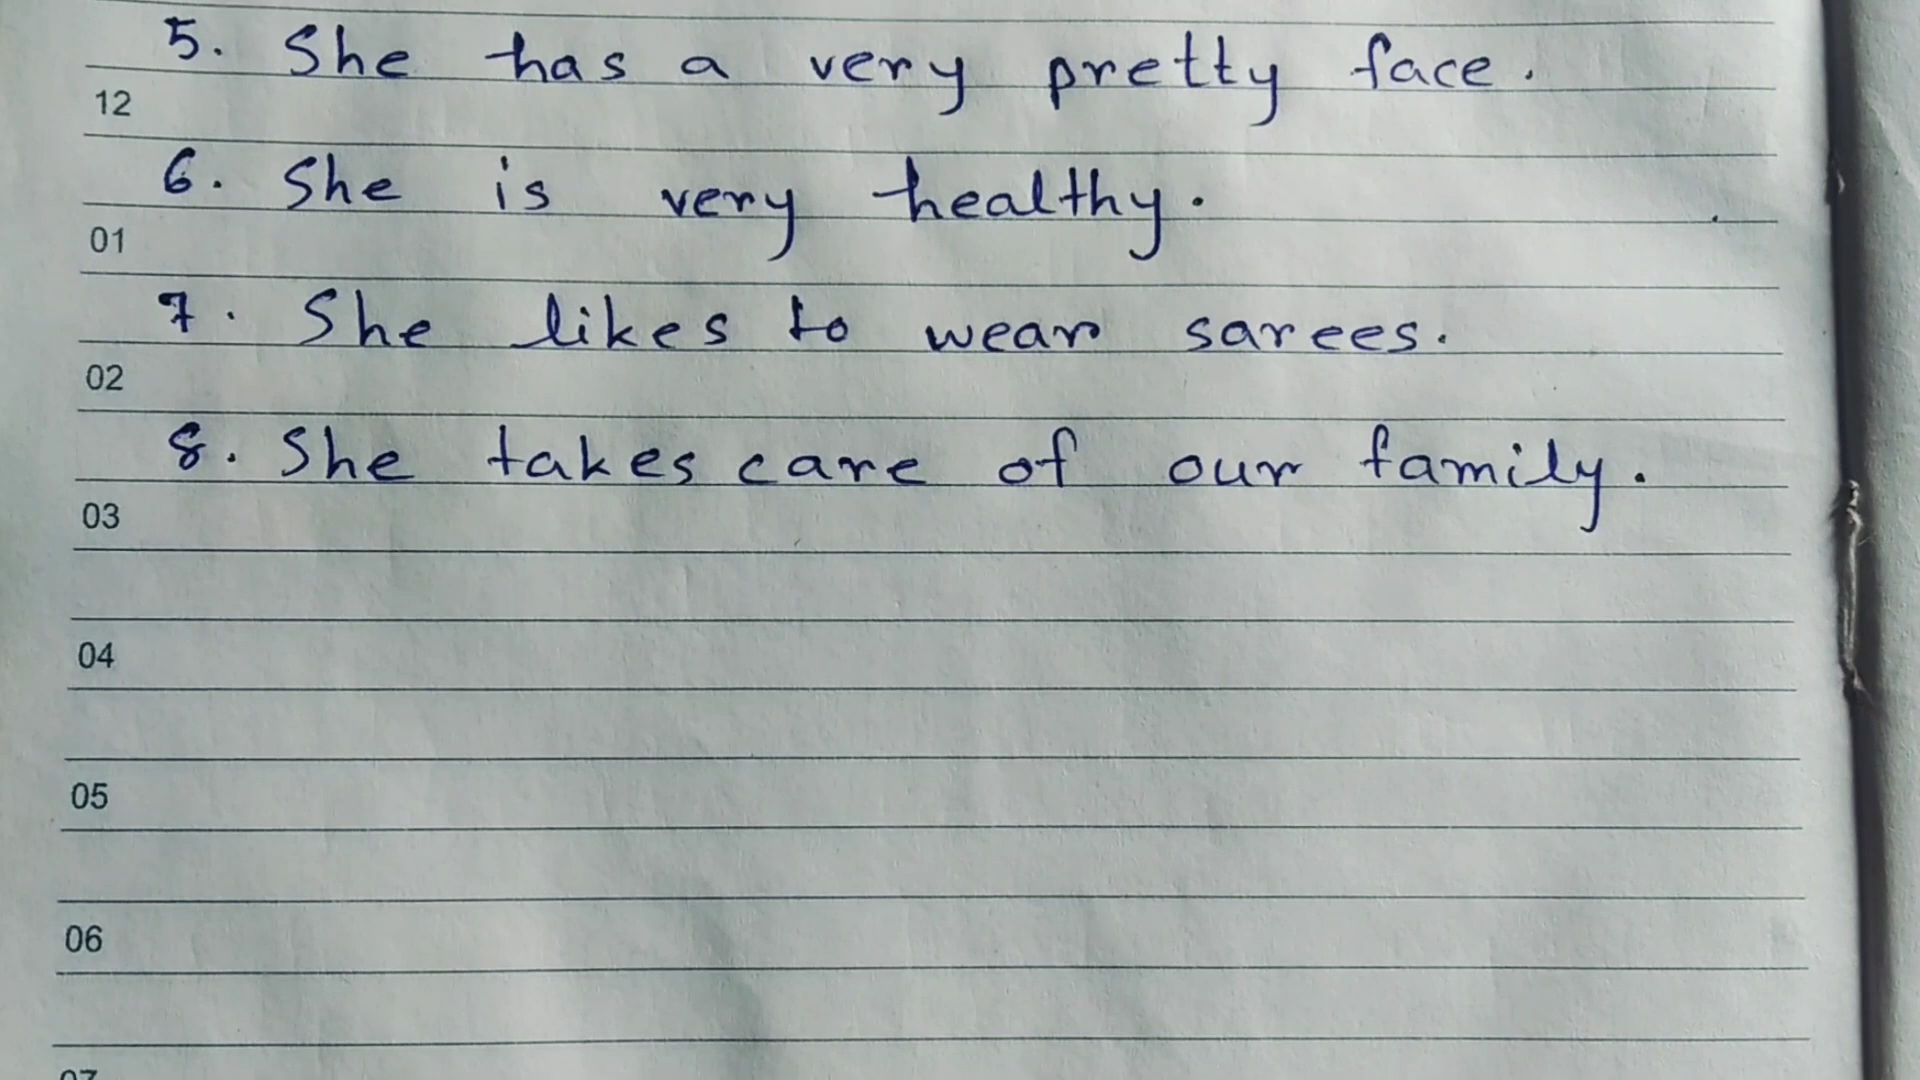 5. She has a very pretty face.
12
6. She is very healthy.
01
7. She likes to wear sarees.
02
8. She takes care of our family.
03
04
05
06
07